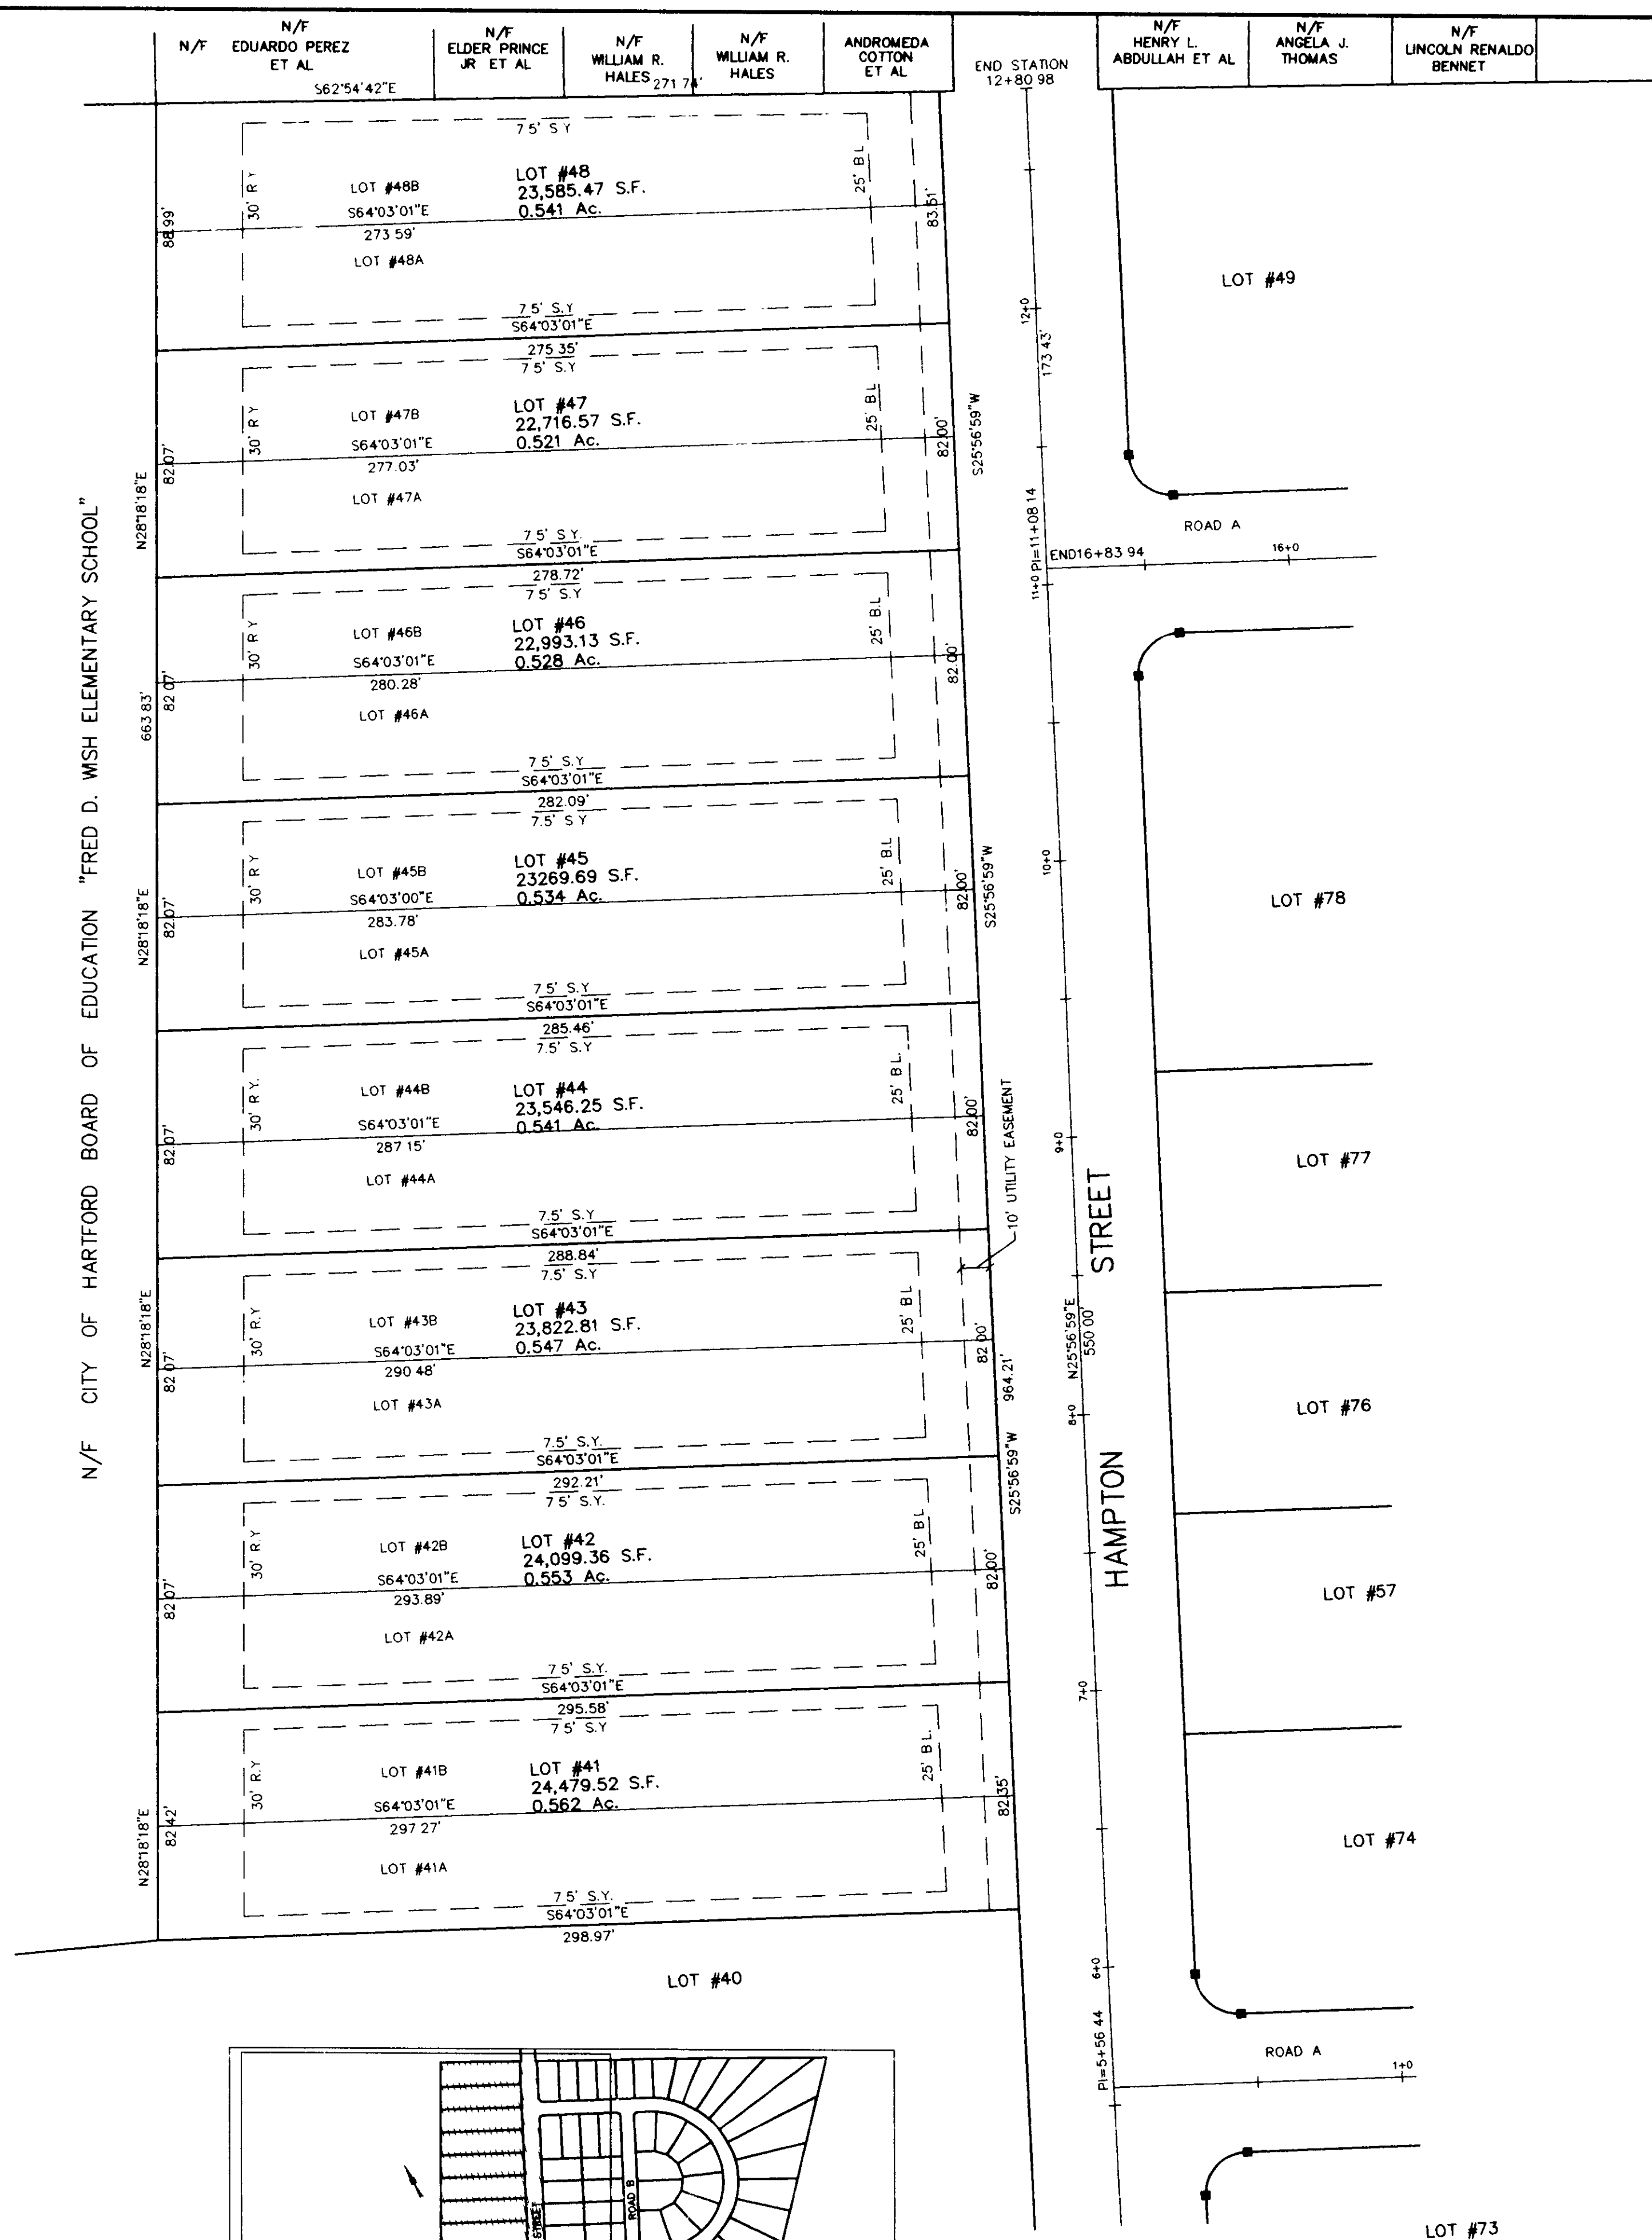 N/F
N/F
EDUARDO PEREZ
ET AL
N/F
ELDER PRINCE
JR ET AL
N/F
WILLIAM R.
HALES
N/F
WILLIAM R.
HALES
ANDROMEDA
COTTON
ET AL
END STATION
12+80 98
N/F
HENRY L.
ABDULLAH ET AL
N/F
ANGELA J.
THOMAS
N/F
LINCOLN RENALDO
BENNET
S62°54'42"E
271 74'
7 5' S Y
30' R Y
LOT #48B
LOT #48
23,585.47 S.F.
0.541 Ac.
25' B L
S64°03'01"E
88.99'
273 59'
83.51'
LOT #48A
7 5' S.Y
S64°03'01"E
275 35'
7 5' S.Y
30' R Y
LOT #47B
LOT #47
22,716.57 S.F.
0.521 Ac.
25' B L
S64°03'01"E
82.07'
277.03'
82.00'
LOT #47A
N28°18'18"E
S25°56'59"W
7 5' S Y.
S64°03'01"E
278.72'
7 5' S.Y
30' R Y
LOT #46B
LOT #46
22,993.13 S.F.
0.528 Ac.
25' B.L
S64°03'01"E
82 07'
280.28'
82.00'
LOT #46A
663 83'
7 5' S.Y
S64°03'01"E
282.09'
7.5' S Y
30' R Y
LOT #45B
LOT #45
23269.69 S.F.
0.534 Ac.
25' B.L
S64°03'00"E
82.07'
283.78'
82.00'
LOT #45A
N28°18'18"E
S25°56'59"W
7 5' S.Y
S64°03'01"E
285.46'
7.5' S.Y
30' R.Y.
LOT #44B
LOT #44
23,546.25 S.F.
0.541 Ac.
25' B L.
S64°03'01"E
82.07'
287 15'
82.00'
LOT #44A
10' UTILITY EASEMENT
7.5' S.Y
S64°03'01"E
288.84'
7.5' S.Y
30' R.Y
LOT #43B
LOT #43
23,822.81 S.F.
0.547 Ac.
25' B L
S64°03'01"E
82.07'
290 48'
82 00'
LOT #43A
N28°18'18"E
964.21'
S25°56'59"W
7.5' S.Y.
S64°03'01"E
292.21'
7 5' S.Y.
30' R.Y
LOT #42B
LOT #42
24,099.36 S.F.
0.553 Ac.
25' B L
S64°03'01"E
82.07'
293.89'
82.00'
LOT #42A
7 5' S.Y.
S64°03'01"E
295.58'
7 5' S.Y
30' R.Y
LOT #41B
LOT #41
24,479.52 S.F.
0.562 Ac.
25' B L.
S64°03'01"E
82.42'
297 27'
82.35'
LOT #41A
N28°18'18"E
7 5' S.Y.
S64°03'01"E
298.97'
LOT #40
N/F CITY OF HARTFORD BOARD OF EDUCATION "FRED D. WISH ELEMENTARY SCHOOL"
12+0
173 43'
PI=11+08 14
11+0
END16+83 94
ROAD A
16+0
10+0
9+0
HAMPTON STREET
N25°56'59"E
550 00'
8+0
7+0
6+0
PI=5+56 44
ROAD A
1+0
LOT #49
LOT #78
LOT #77
LOT #76
LOT #57
LOT #74
LOT #73
STREET
ROAD B